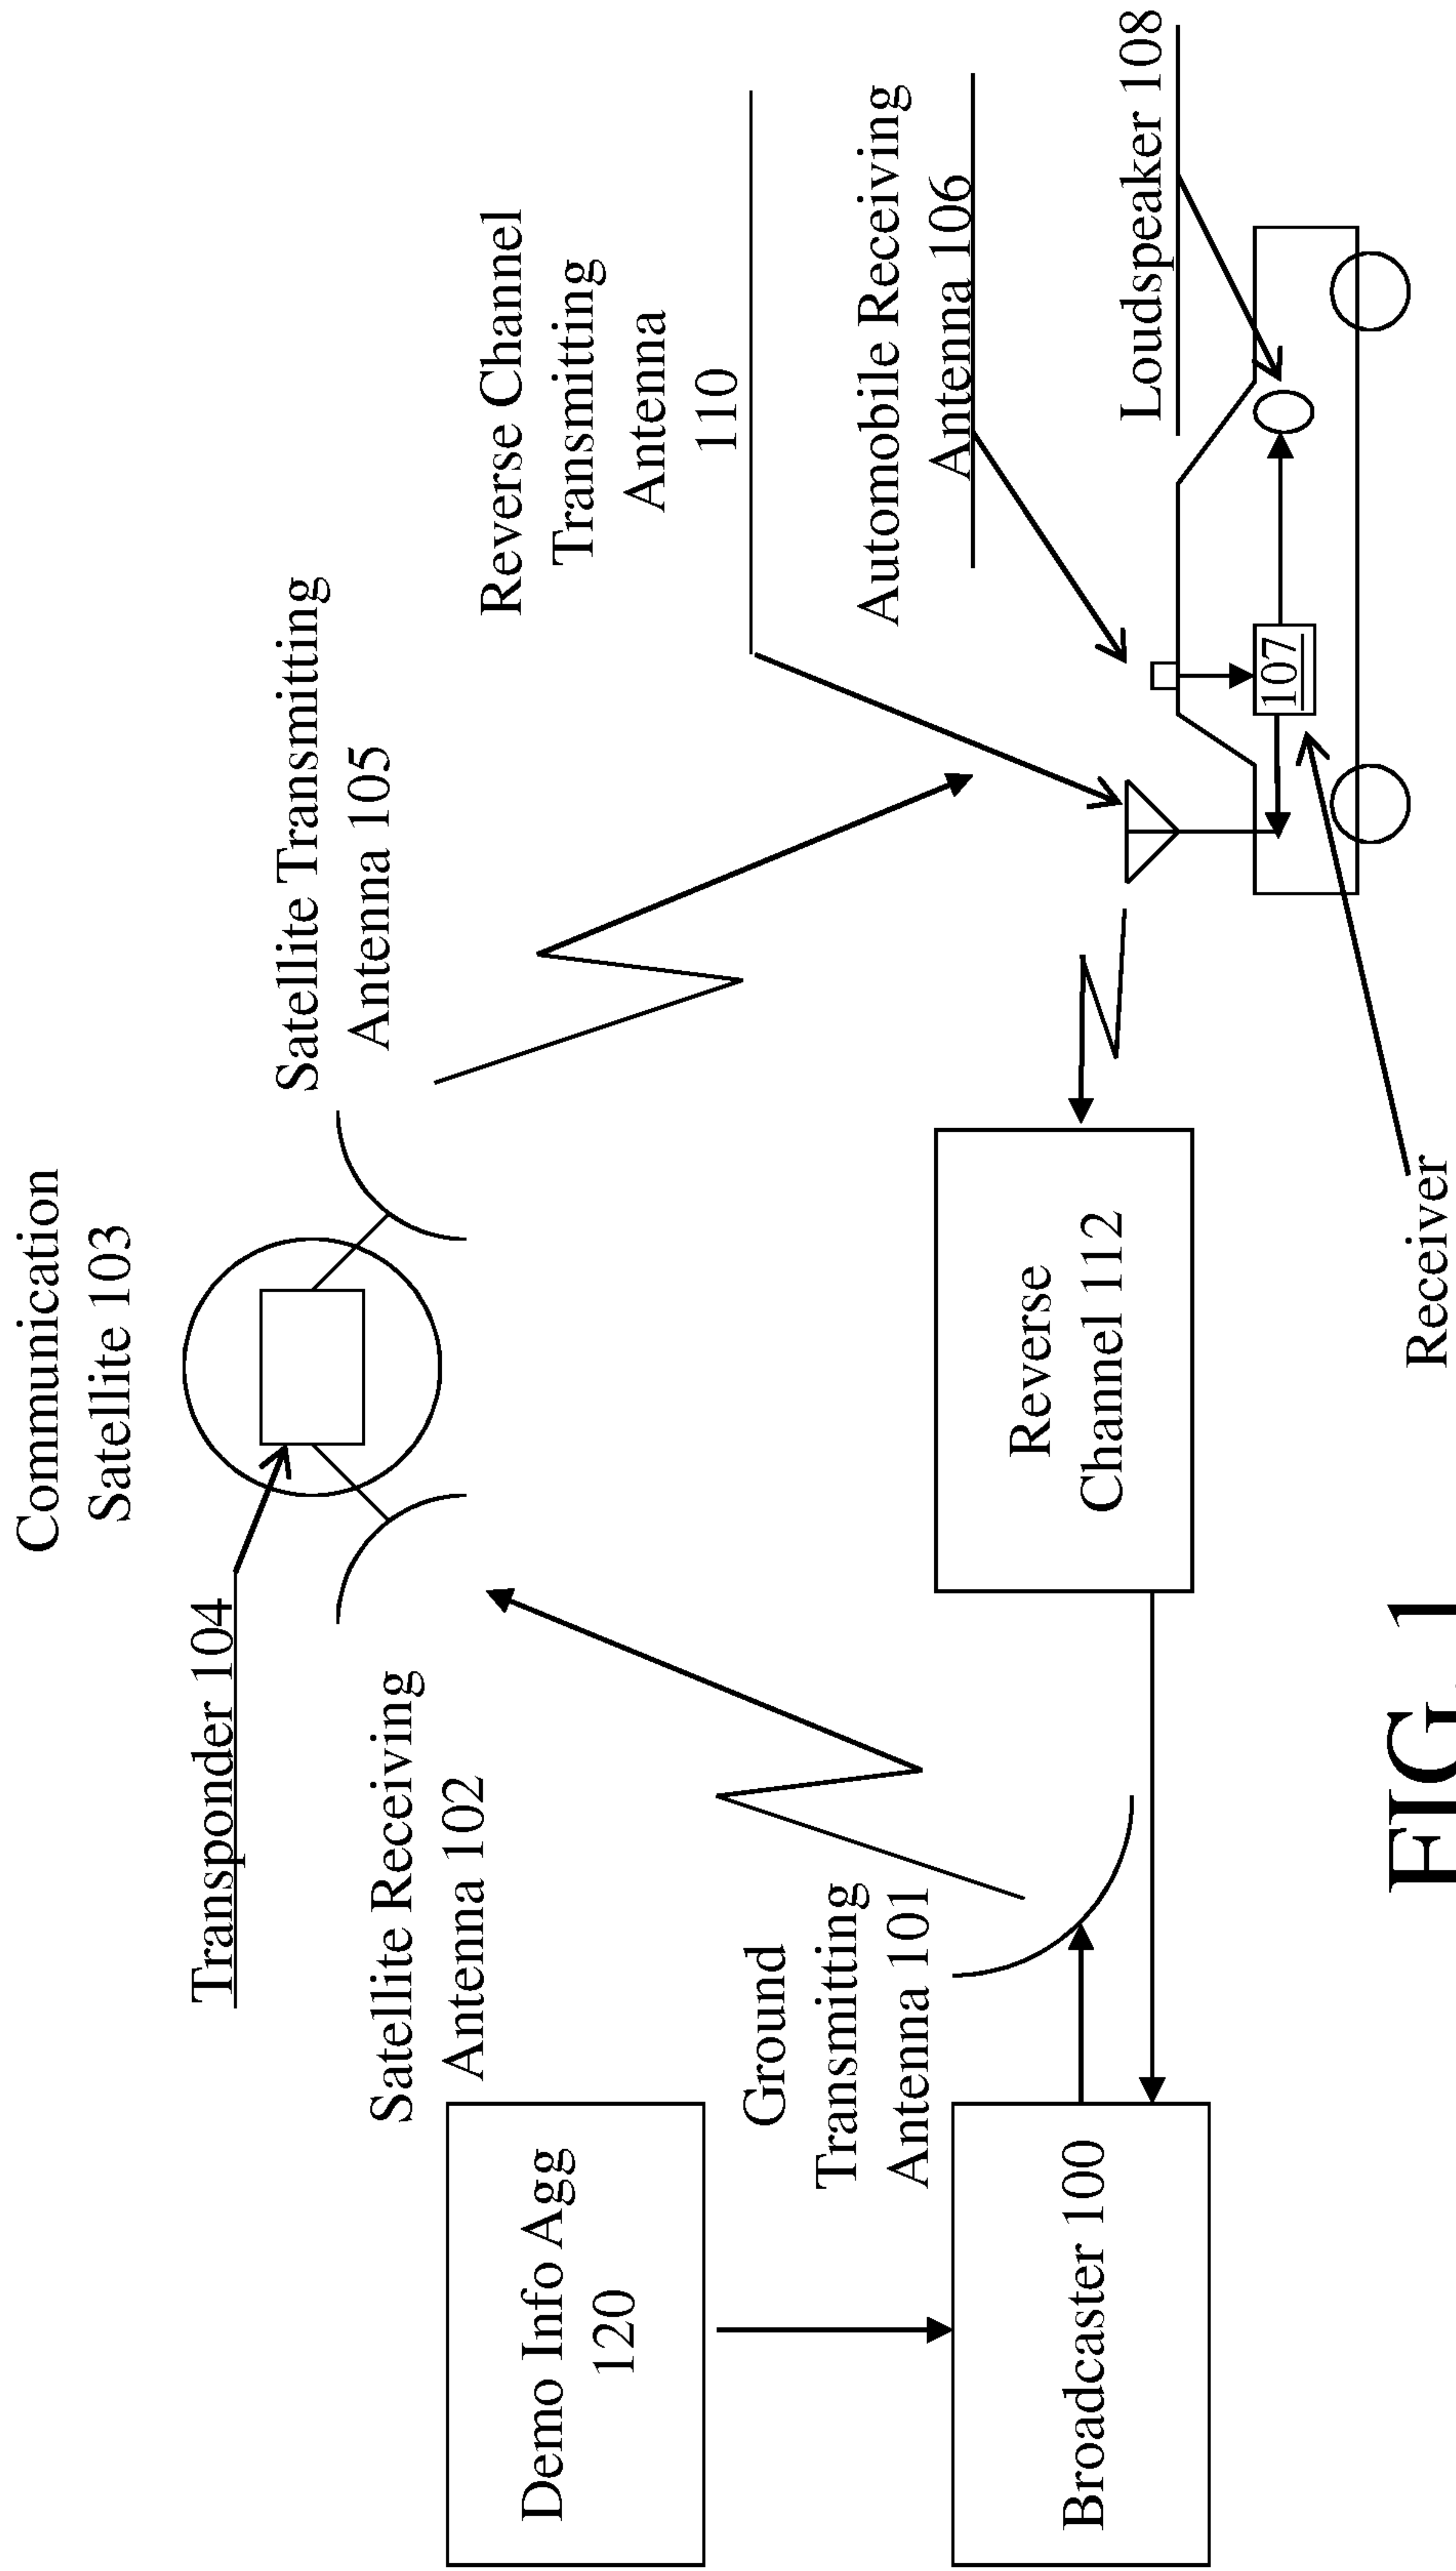 Communication
Satellite 103
Transponder 104
Satellite Transmitting
Antenna 105
Satellite Receiving
Antenna 102
Reverse Channel
Transmitting
Antenna
110
Demo Info Agg
120
Ground
Transmitting
Antenna 101
Automobile Receiving
Antenna 106
Broadcaster 100
Reverse
Channel 112
Loudspeaker 108
107
Receiver
FIG. 1